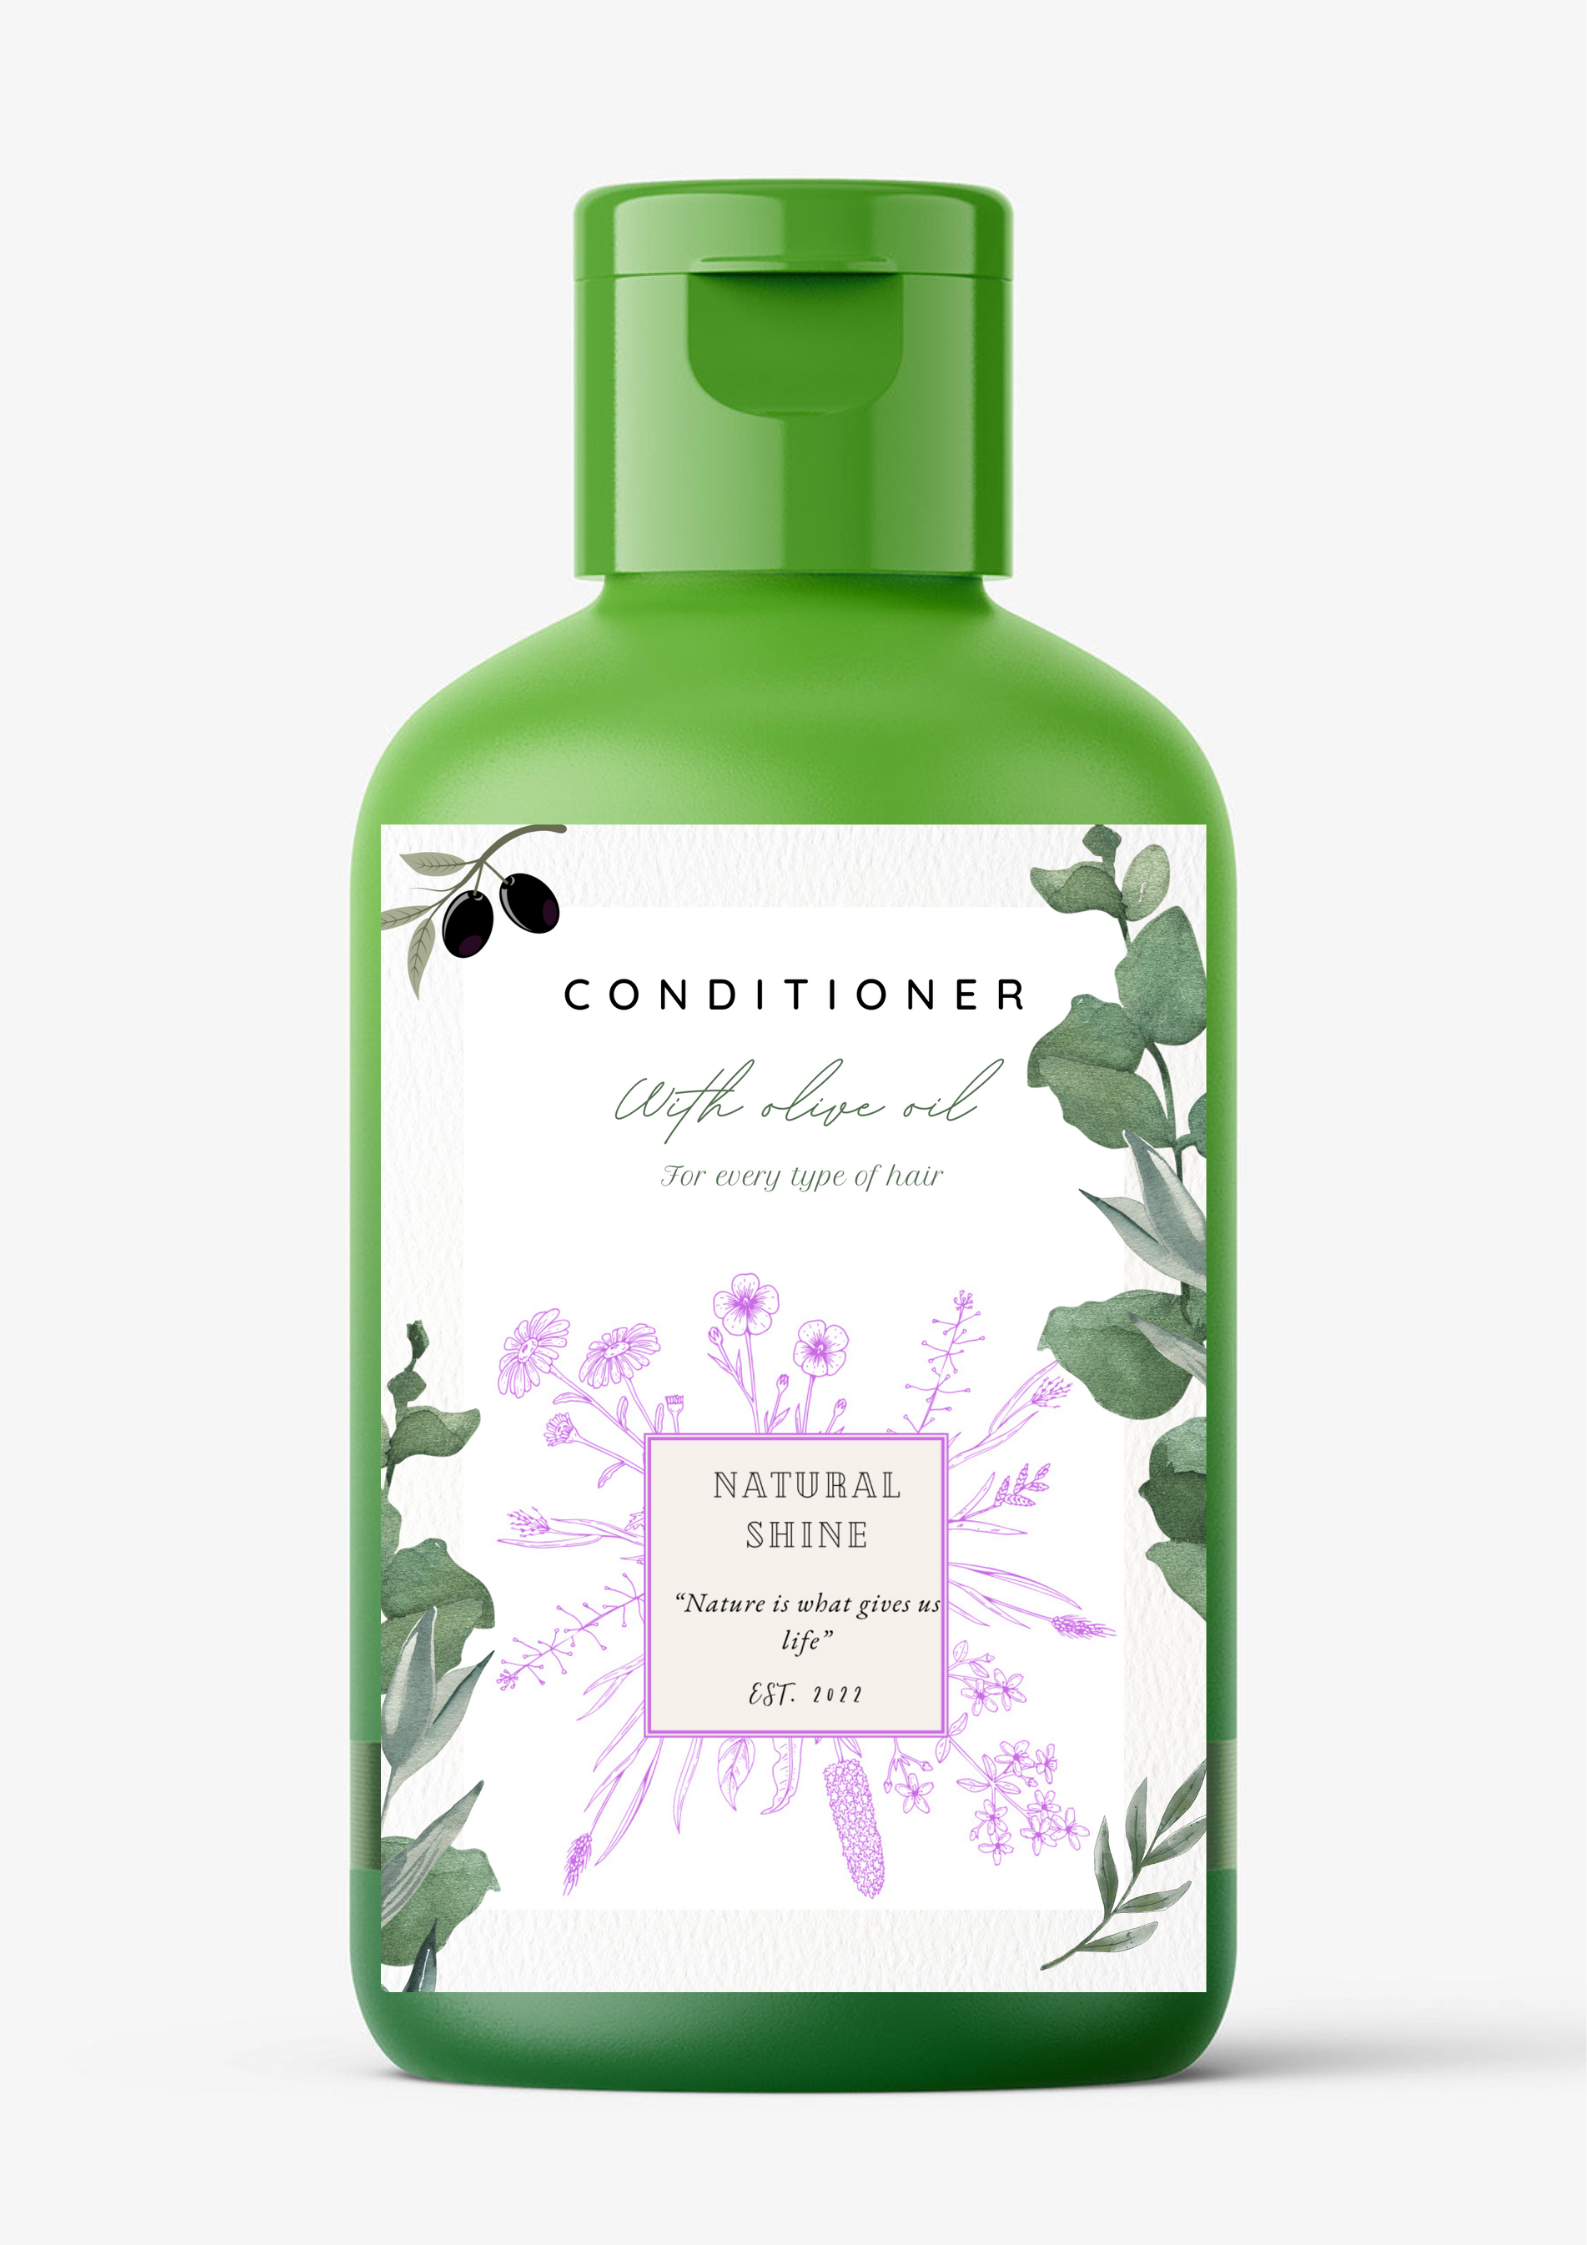 CONDITIONER
With olive oil
For every type of hair
NATURAL
SHINE
“Nature is what gives us
life”
EST. 2022